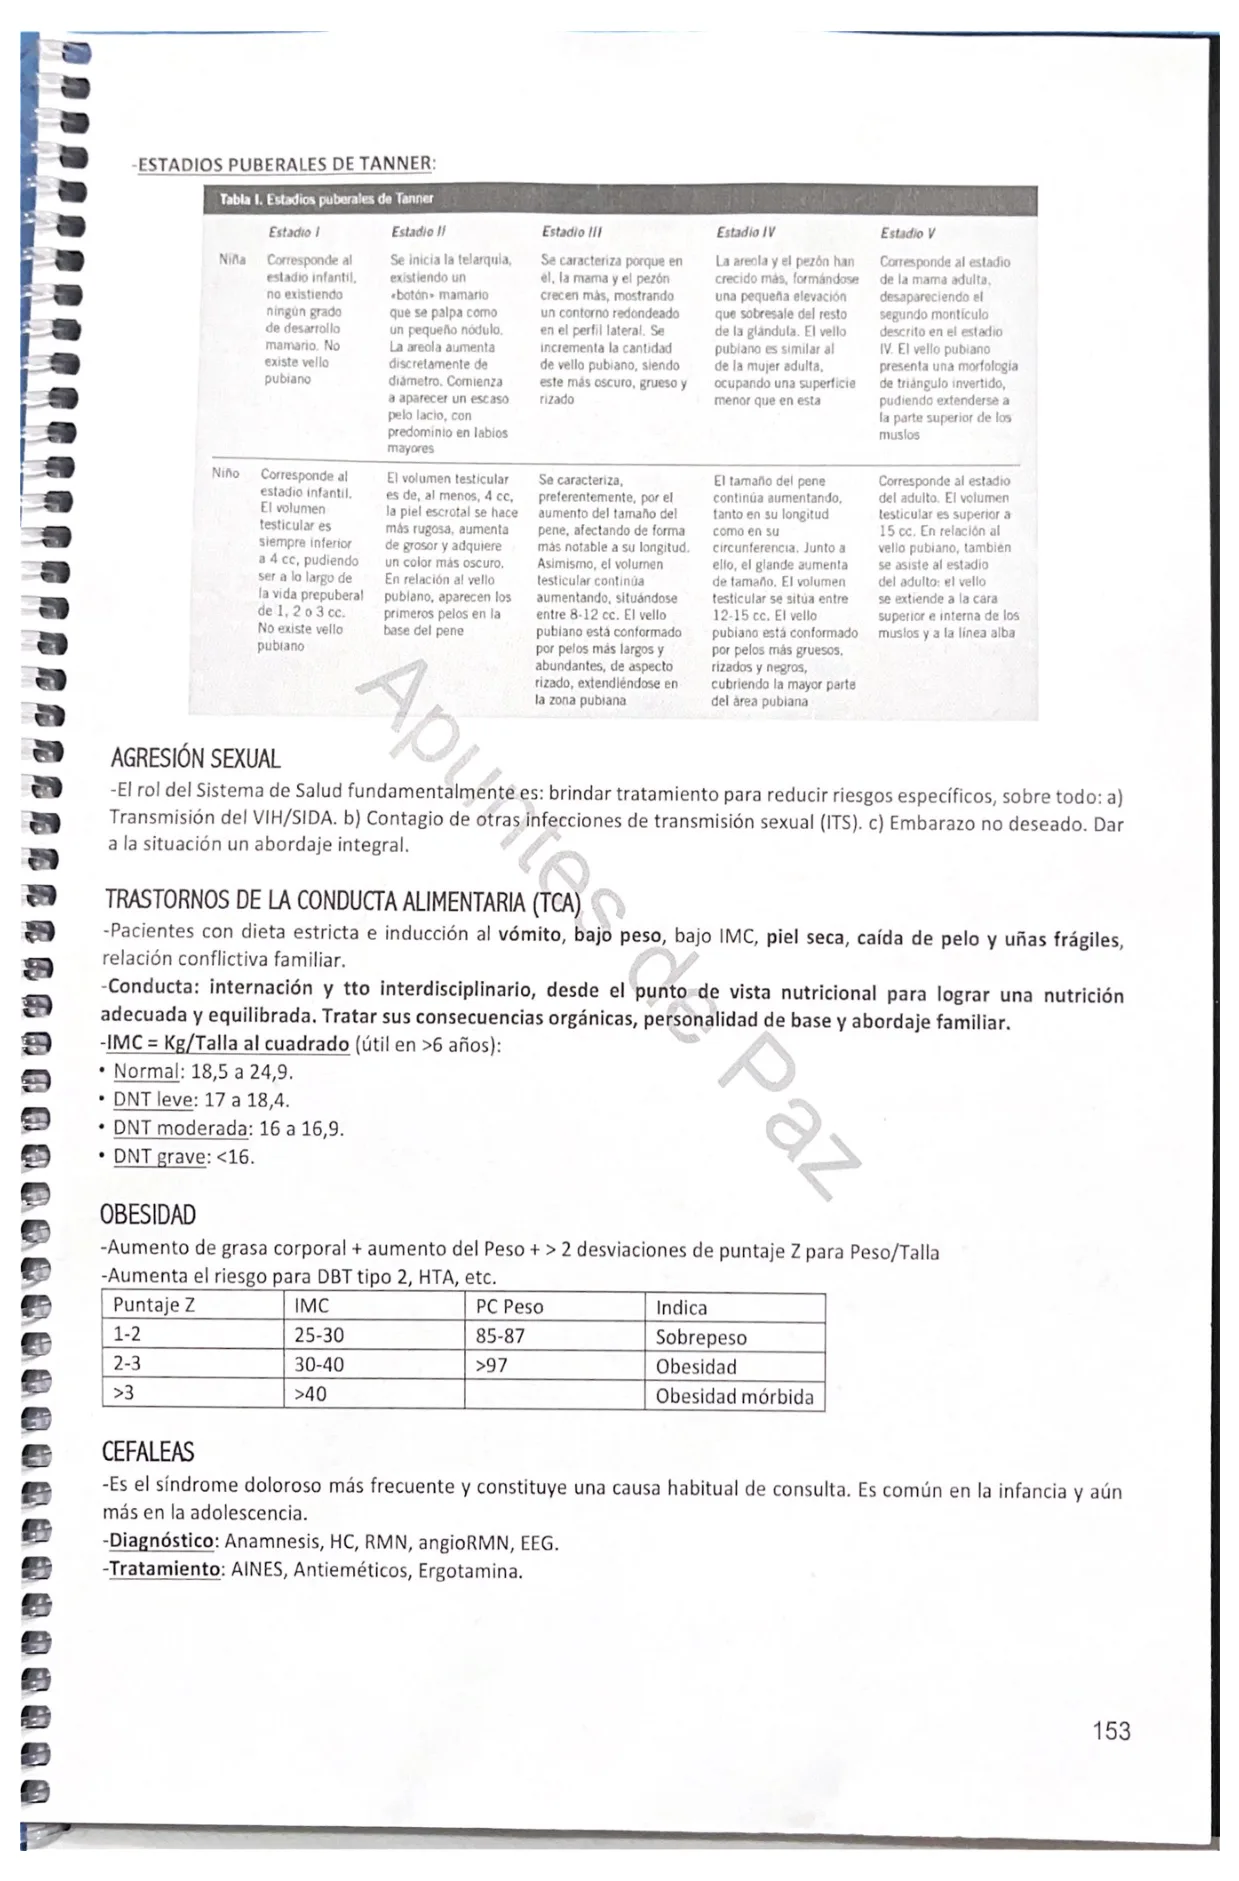 -ESTADIOS PUBERALES DE TANNER:
Tabla I. Estadios puberales de Tanner
Estadio I Estadio II Estadio III Estadio IV Estadio V
Niña
Corresponde al
estadio infantil,
no existiendo
ningún grado
de desarrollo
mamario. No
existe vello
pubiano
Se inicia la telarquia,
existiendo un
«botón» mamario
que se palpa como
un pequeño nódulo.
La areola aumenta
discretamente de
diámetro. Comienza
a aparecer un escaso
pelo lacio, con
predominio en labios
mayores
Se caracteriza porque en
él, la mama y el pezón
crecen más, mostrando
un contorno redondeado
en el perfil lateral. Se
incrementa la cantidad
de vello pubiano, siendo
este más oscuro, grueso y
rizado
La areola y el pezón han
crecido más, formándose
una pequeña elevación
que sobresale del resto
de la glándula. El vello
pubiano es similar al
de la mujer adulta,
ocupando una superficie
menor que en esta
Corresponde al estadio
de la mama adulta,
desapareciendo el
segundo montículo
descrito en el estadio
IV. El vello pubiano
presenta una morfología
de triángulo invertido,
pudiendo extenderse a
la parte superior de los
muslos
Niño
Corresponde al
estadio infantil.
El volumen
testicular es
siempre inferior
a 4 cc, pudiendo
ser a lo largo de
la vida prepuberal
de 1, 2 o 3 cc.
No existe vello
pubiano
El volumen testicular
es de, al menos, 4 cc,
la piel escrotal se hace
más rugosa, aumenta
de grosor y adquiere
un color más oscuro.
En relación al vello
pubiano, aparecen los
primeros pelos en la
base del pene
Se caracteriza,
preferentemente, por el
aumento del tamaño del
pene, afectando de forma
más notable a su longitud.
Asimismo, el volumen
testicular continúa
aumentando, situándose
entre 8-12 cc. El vello
pubiano está conformado
por pelos más largos y
abundantes, de aspecto
rizado, extendiéndose en
la zona pubiana
El tamaño del pene
continúa aumentando,
tanto en su longitud
como en su
circunferencia. Junto a
ello, el glande aumenta
de tamaño. El volumen
testicular se sitúa entre
12-15 cc. El vello
pubiano está conformado
por pelos más gruesos,
rizados y negros,
cubriendo la mayor parte
del área pubiana
Corresponde al estadio
del adulto. El volumen
testicular es superior a
15 cc. En relación al
vello pubiano, también
se asiste al estadio
del adulto: el vello
se extiende a la cara
superior e interna de los
muslos y a la línea alba
AGRESIÓN SEXUAL
-El rol del Sistema de Salud fundamentalmente es: brindar tratamiento para reducir riesgos específicos, sobre todo: a)
Transmisión del VIH/SIDA. b) Contagio de otras infecciones de transmisión sexual (ITS). c) Embarazo no deseado. Dar
a la situación un abordaje integral.
TRASTORNOS DE LA CONDUCTA ALIMENTARIA (TCA)
-Pacientes con dieta estricta e inducción al vómito, bajo peso, bajo IMC, piel seca, caída de pelo y uñas frágiles,
relación conflictiva familiar.
-Conducta: internación y tto interdisciplinario, desde el punto de vista nutricional para lograr una nutrición
adecuada y equilibrada. Tratar sus consecuencias orgánicas, personalidad de base y abordaje familiar.
-IMC = Kg/Talla al cuadrado (útil en >6 años):
• Normal: 18,5 a 24,9.
• DNT leve: 17 a 18,4.
• DNT moderada: 16 a 16,9.
• DNT grave: <16.
OBESIDAD
-Aumento de grasa corporal + aumento del Peso + > 2 desviaciones de puntaje Z para Peso/Talla
-Aumenta el riesgo para DBT tipo 2, HTA, etc.
Puntaje Z IMC PC Peso Indica
1-2 25-30 85-87 Sobrepeso
2-3 30-40 >97 Obesidad
>3 >40 Obesidad mórbida
CEFALEAS
-Es el síndrome doloroso más frecuente y constituye una causa habitual de consulta. Es común en la infancia y aún
más en la adolescencia.
-Diagnóstico: Anamnesis, HC, RMN, angioRMN, EEG.
-Tratamiento: AINES, Antieméticos, Ergotamina.
153
Apuntes de Paz